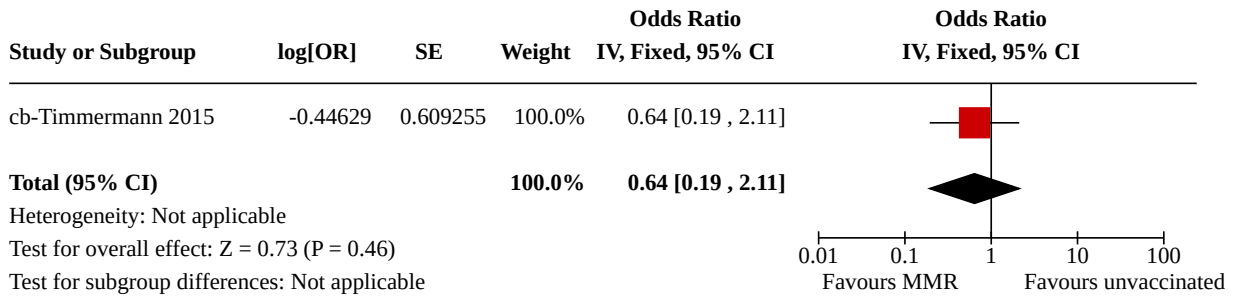 Odds Ratio Odds Ratio
Study or Subgroup log[OR] SE Weight IV, Fixed, 95% CI IV, Fixed, 95% CI
cb-Timmermann 2015 -0.44629 0.609255 100.0% 0.64 [0.19 , 2.11]
Total (95% CI) 100.0% 0.64 [0.19 , 2.11]
Heterogeneity: Not applicable
Test for overall effect: Z = 0.73 (P = 0.46)
0.01 0.1 1 10 100
Test for subgroup differences: Not applicable Favours MMR Favours unvaccinated